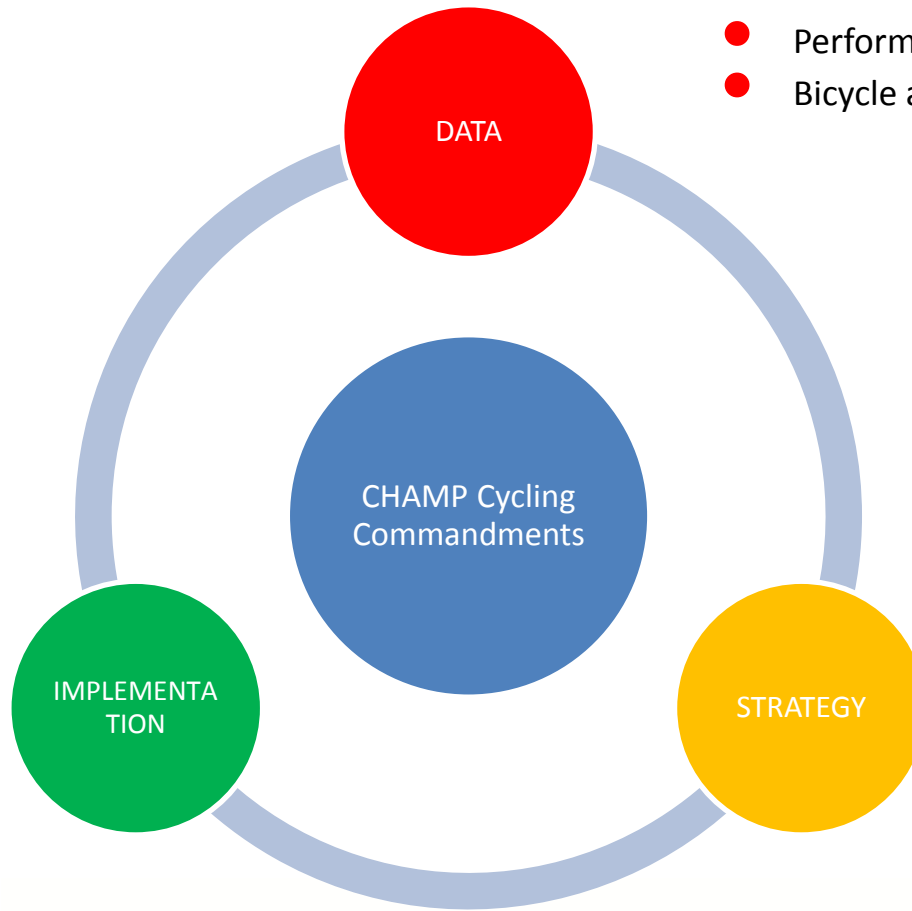 Perform
Bicycle a
DATA
CHAMP Cycling
Commandments
IMPLEMENTA
TION
STRATEGY